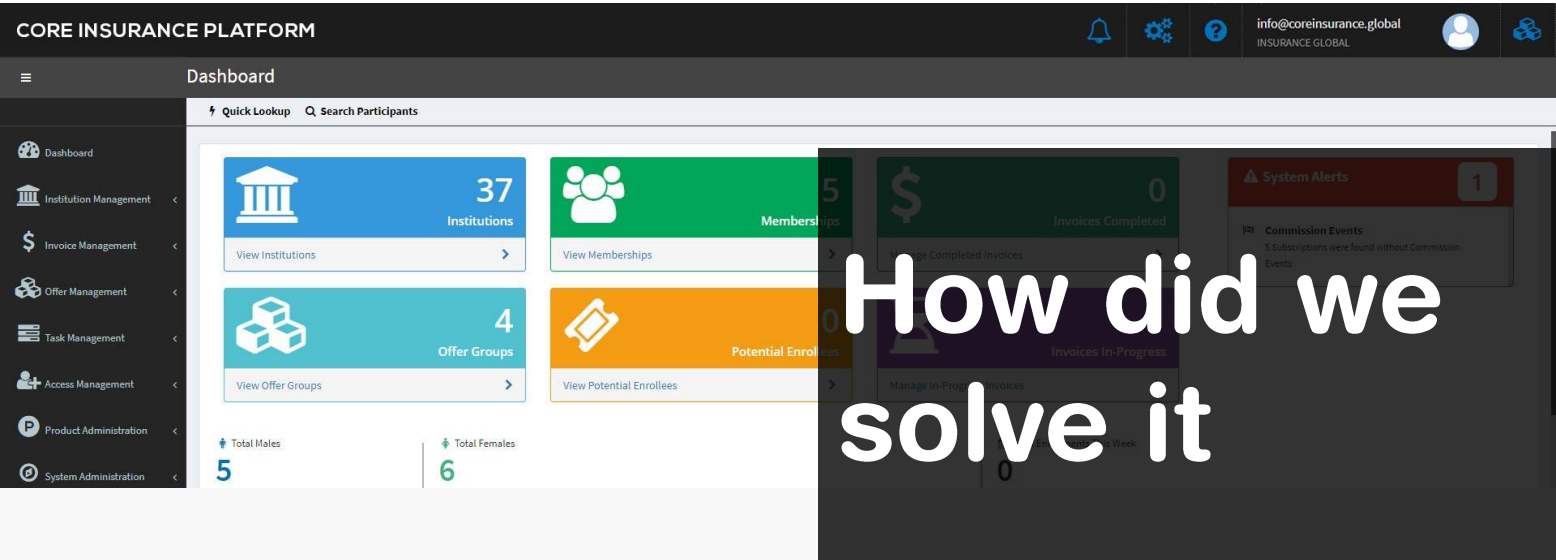 CORE INSURANCE PLATFORM
info@coreinsurance.global
INSURANCE GLOBAL
Dashboard
Quick Lookup Search Participants
Dashboard
Institution Management
Invoice Management
Offer Management
Task Management
Access Management
Product Administration
System Administration
37
Institutions
View Institutions
5
Memberships
View Memberships
0
Invoices Completed
Manage Completed Invoices
System Alerts 1
Commission Events
5 Subscriptions were found without Commission
Events
4
Offer Groups
View Offer Groups
0
Potential Enrollees
View Potential Enrollees
Invoices In-Progress
Manage In-Progress Invoices
Total Males
5
Total Females
6
Week
0
How did we
solve it